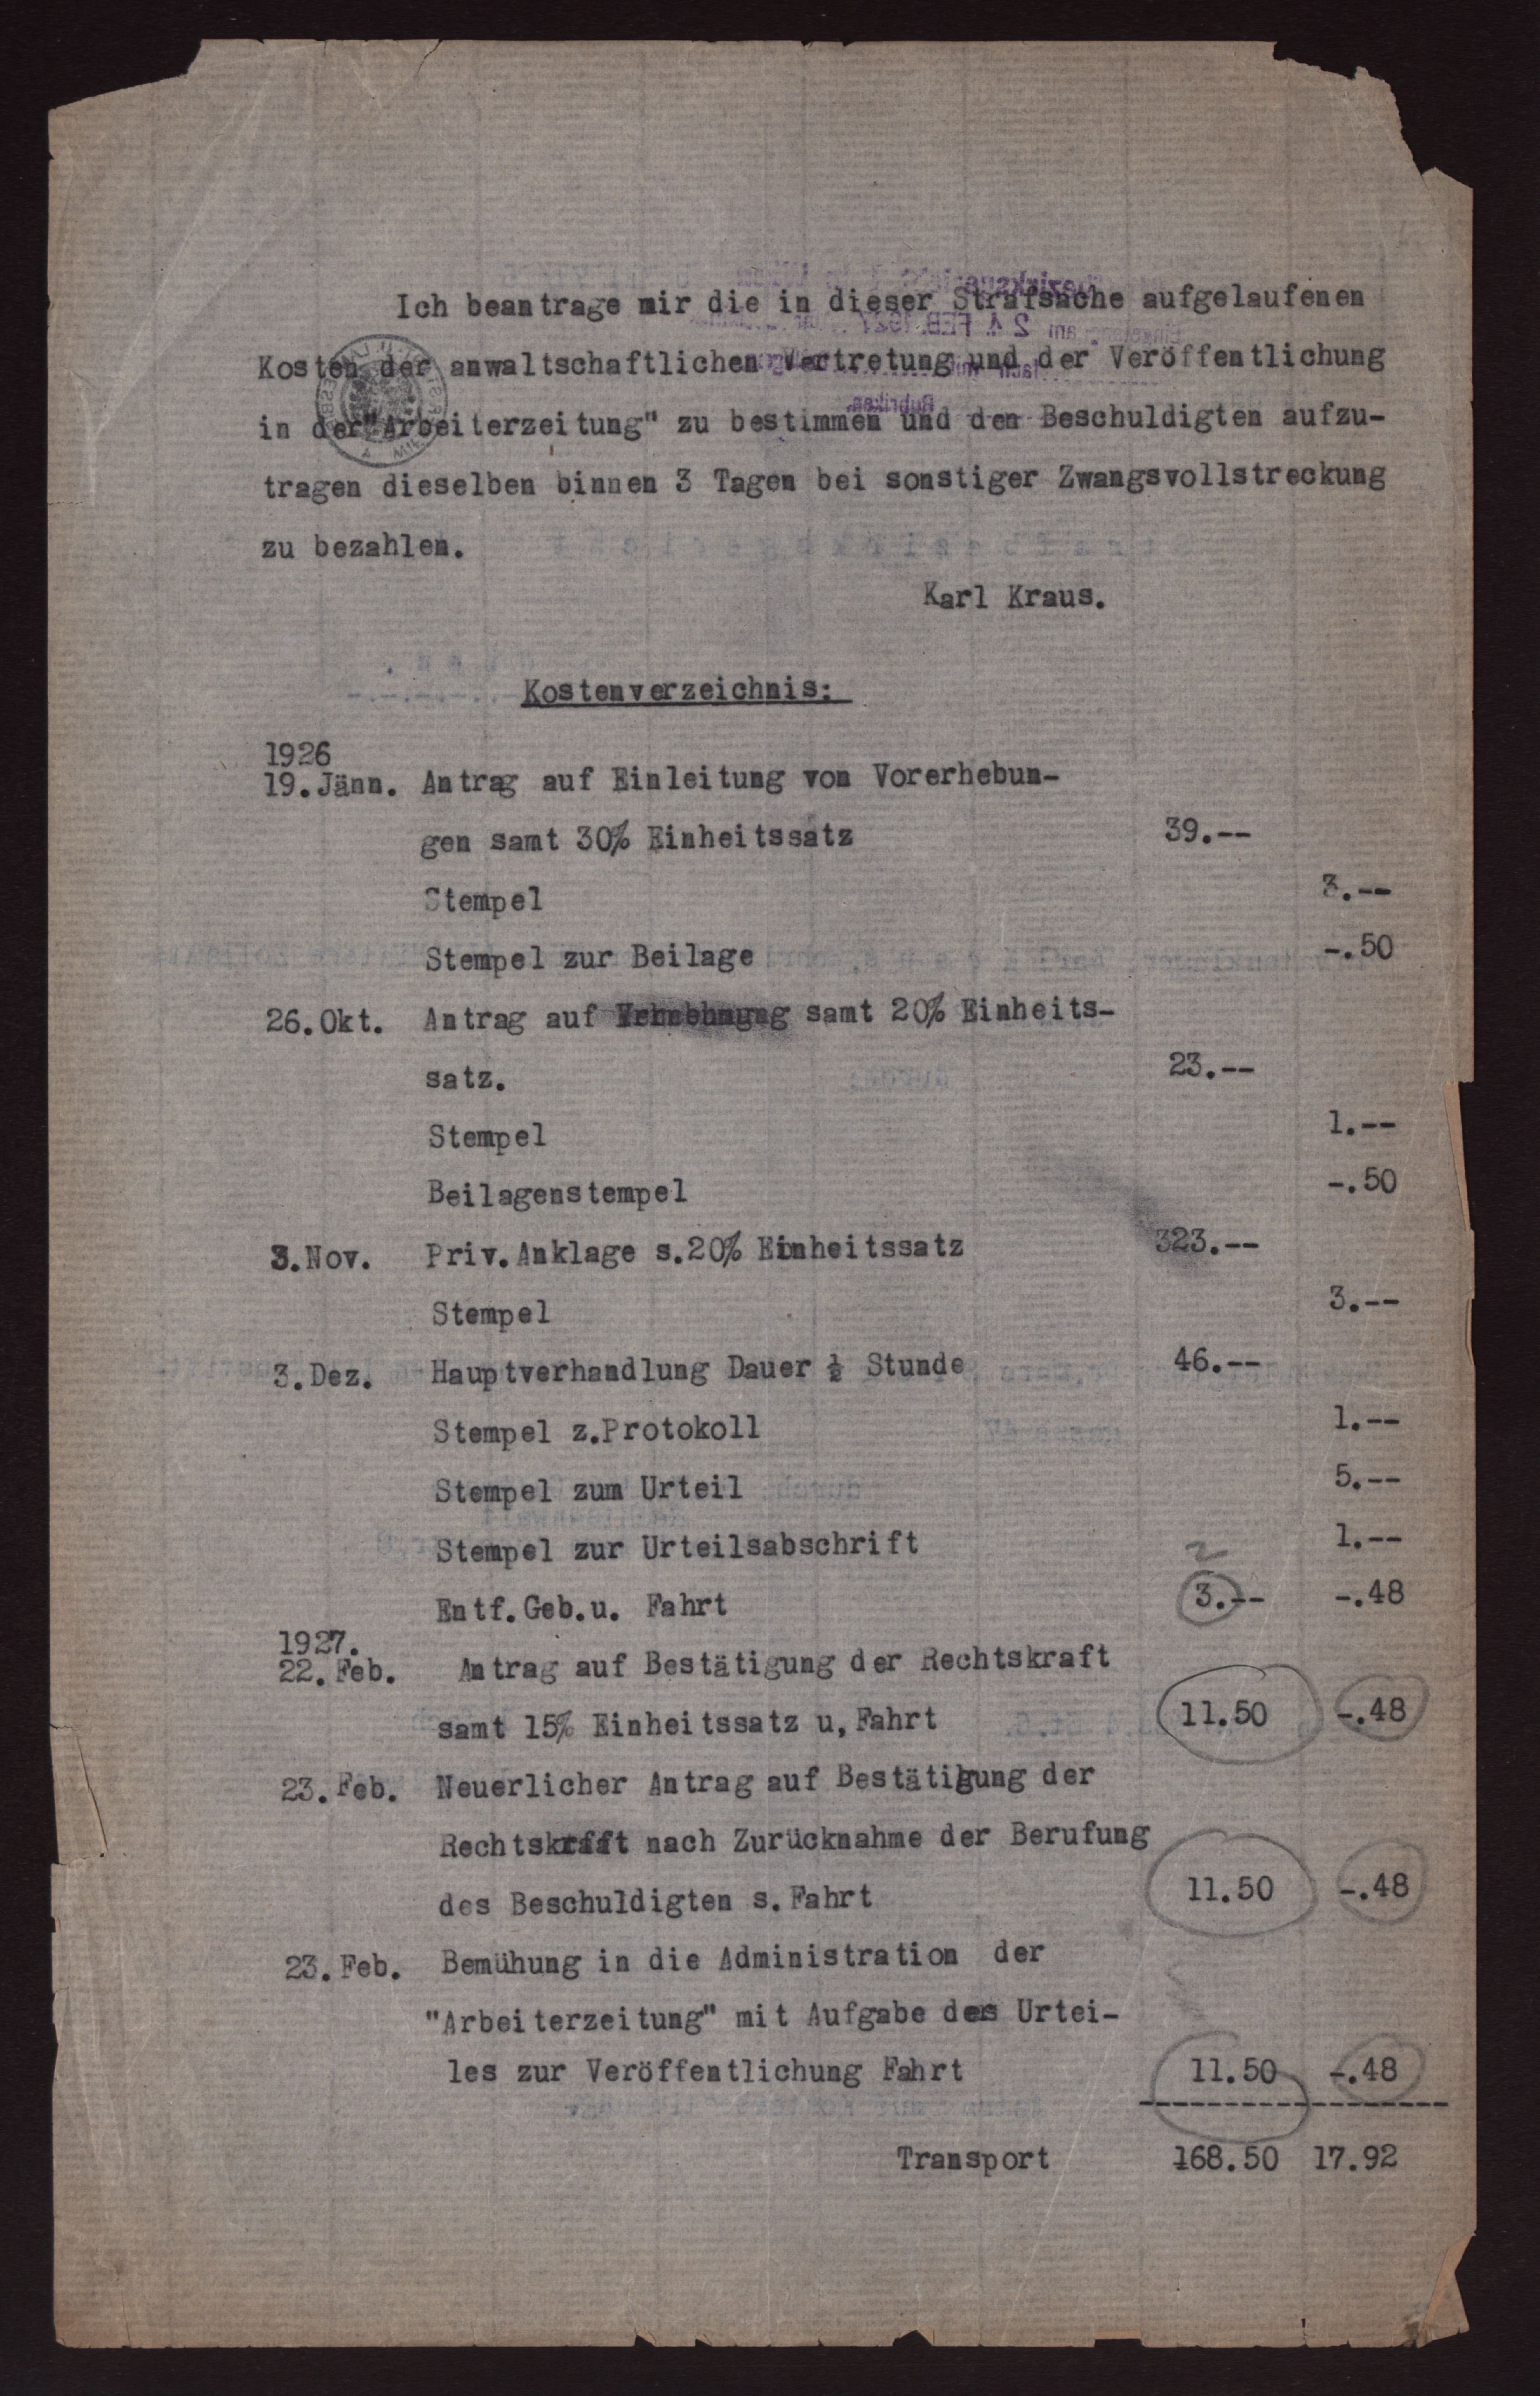 Ich beantrage mir die in dieser Strafsache aufgelaufenen
Kosten der anwaltschaftlichen Vertretung und der Veröffentlichung
in der "Arbeiterzeitung" zu bestimmen und den Beschuldigten aufzu-
tragen dieselben binnen 3 Tagen bei sonstiger Zwangsvollstreckung
zu bezahlen.
Karl Kraus.
Kostenverzeichnis:
1926
19.Jänn. Antrag auf Einleitung von Vorerhebun-
gen samt 30% Einheitssatz 39.--
Stempel 3.--
Stempel zur Beilage -.50
26.Okt. Antrag auf samt 20% Einheits-
satz. 23.--
Stempel 1.--
Beilagenstempel -.50
3.Nov. Priv.Anklage s.20% Einheitssatz 323.--
Stempel 3.--
3.Dez. Hauptverhandlung Dauer ½ Stunde 46.--
Stempel z.Protokoll 1.--
Stempel zum Urteil 5.--
Stempel zur Urteilsabschrift 1.--
2
Entf.Geb.u. Fahrt 3.-- -.48
1927.
22.Feb. Antrag auf Bestätigung der Rechtskraft
samt 15% Einheitssatz u,Fahrt 11.50 -.48
23.Feb. Neuerlicher Antrag auf Bestätigung der
Rechtskraft nach Zurücknahme der Berufung
des Beschuldigten s.Fahrt 11.50 -.48
23.Feb. Bemühung in die Administration der
"Arbeiterzeitung" mit Aufgabe des Urtei-
les zur Veröffentlichung Fahrt 11.50 -.48
Transport 168.50 17.92